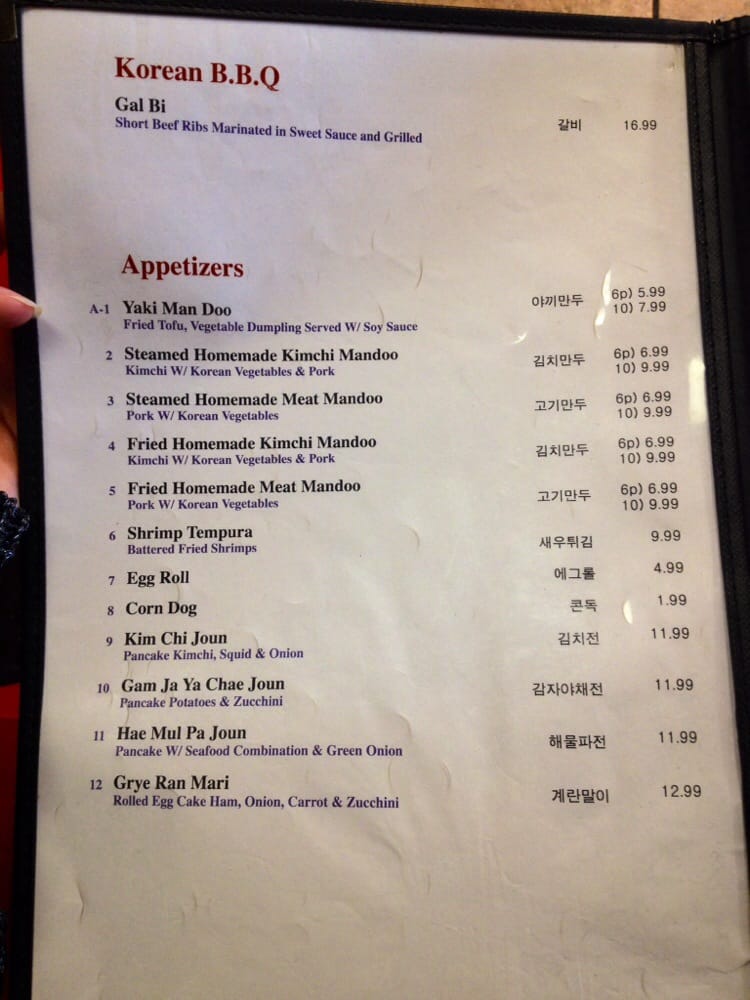 Korean B.B.Q
Gal Bi 갈비 16.99
Short Beef Ribs Marinated in Sweet Sauce and Grilled
Appetizers
A-1 Yaki Man Doo 야끼만두 6p) 5.99
Fried Tofu, Vegetable Dumpling Served W/ Soy Sauce 10) 7.99
2 Steamed Homemade Kimchi Mandoo 김치만두 6p) 6.99
Kimchi W/ Korean Vegetables & Pork 10) 9.99
3 Steamed Homemade Meat Mandoo 고기만두 6p) 6.99
Pork W/ Korean Vegetables 10) 9.99
4 Fried Homemade Kimchi Mandoo 김치만두 6p) 6.99
Kimchi W/ Korean Vegetables & Pork 10) 9.99
5 Fried Homemade Meat Mandoo 고기만두 6p) 6.99
Pork W/ Korean Vegetables 10) 9.99
6 Shrimp Tempura 새우튀김 9.99
Battered Fried Shrimps
7 Egg Roll 에그롤 4.99
8 Corn Dog 콘독 1.99
9 Kim Chi Joun 김치전 11.99
Pancake Kimchi, Squid & Onion
10 Gam Ja Ya Chae Joun 감자야채전 11.99
Pancake Potatoes & Zucchini
11 Hae Mul Pa Joun 해물파전 11.99
Pancake W/ Seafood Combination & Green Onion
12 Grye Ran Mari 계란말이 12.99
Rolled Egg Cake Ham, Onion, Carrot & Zucchini